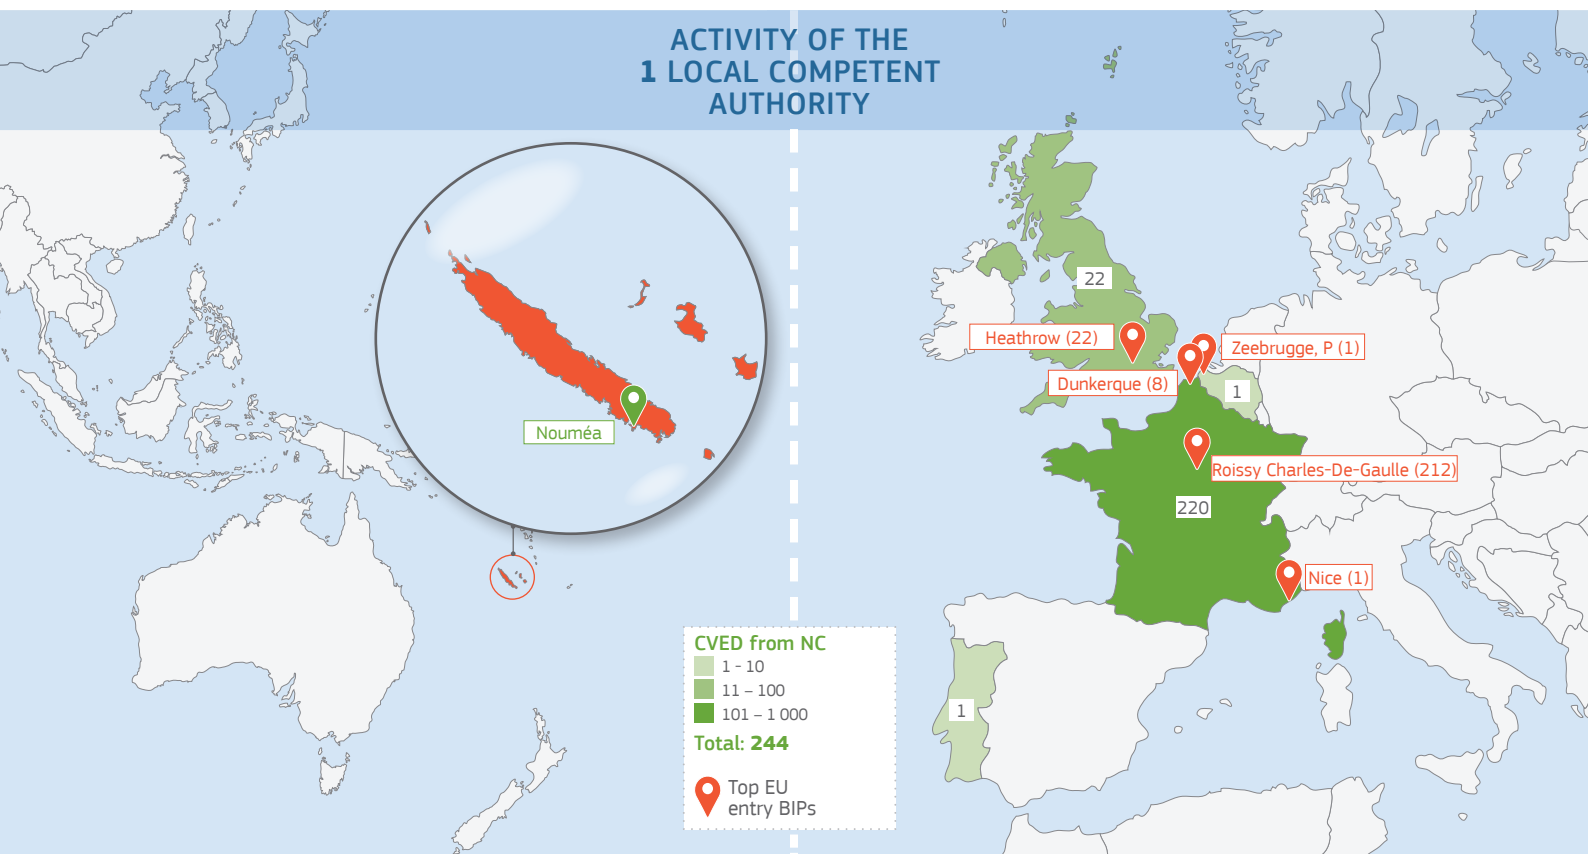 ACTIVITY OF THE
1 LOCAL COMPETENT
AUTHORITY
Nouméa
22
Heathrow (22)
Zeebrugge, P (1)
Dunkerque (8)
1
Roissy Charles-De-Gaulle (212)
220
Nice (1)
1
CVED from NC
1 - 10
11 – 100
101 – 1 000
Total: 244
Top EU
entry BIPs